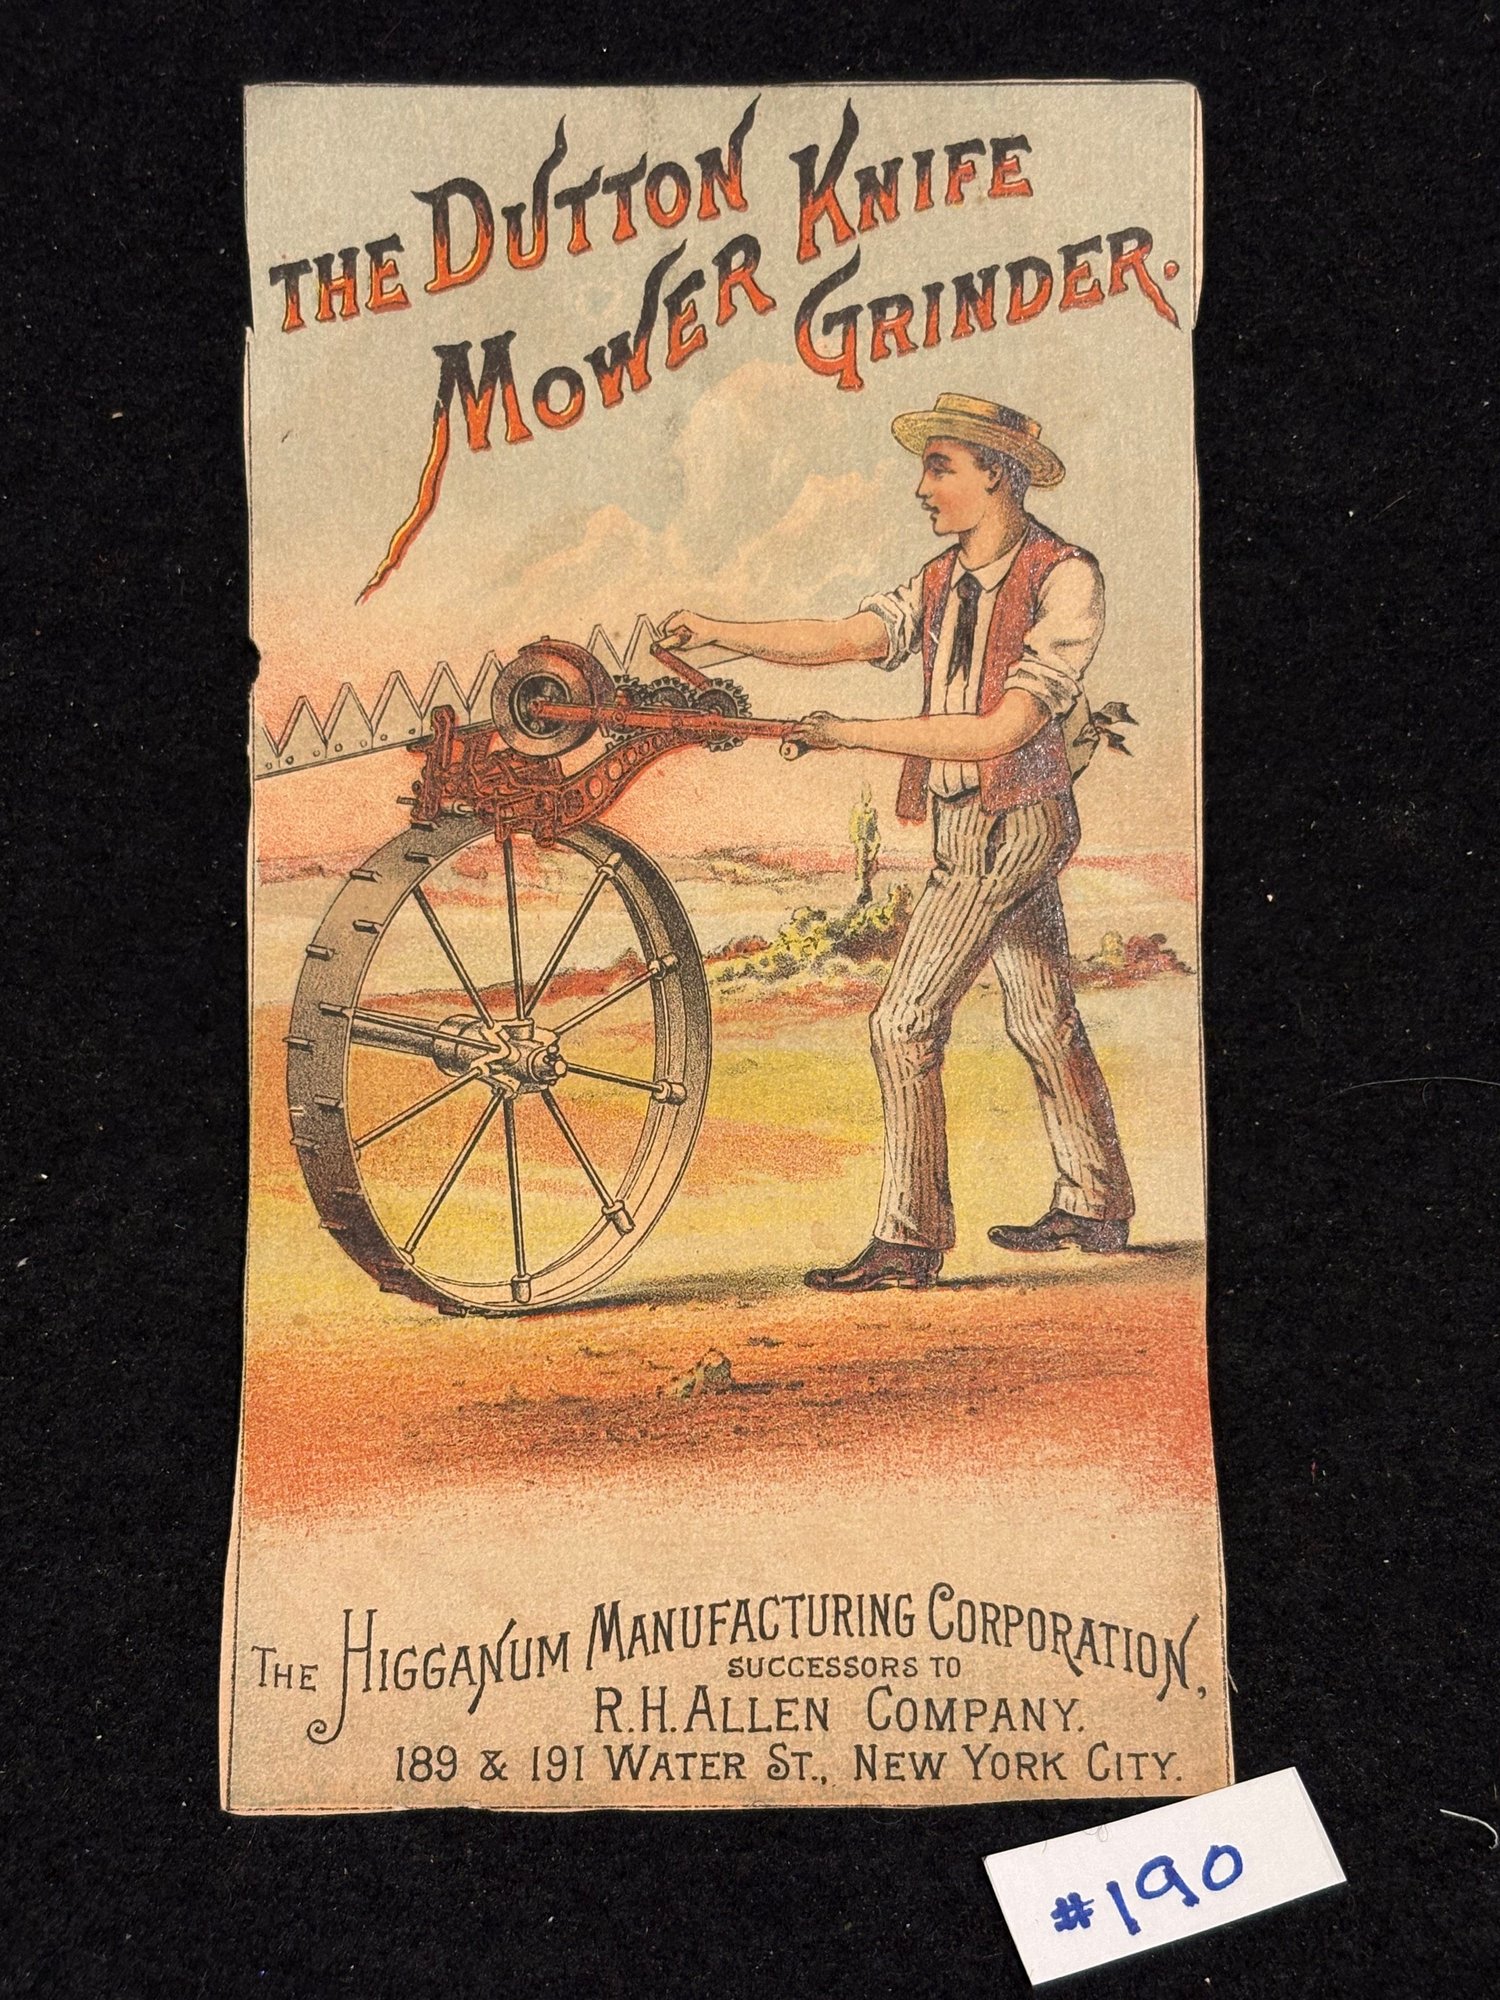 THE DUTTON KNIFE
MOWER GRINDER.
THE HIGGANUM MANUFACTURING CORPORATION,
SUCCESSORS TO
R.H. ALLEN COMPANY.
189 & 191 WATER ST., NEW YORK CITY.
#190